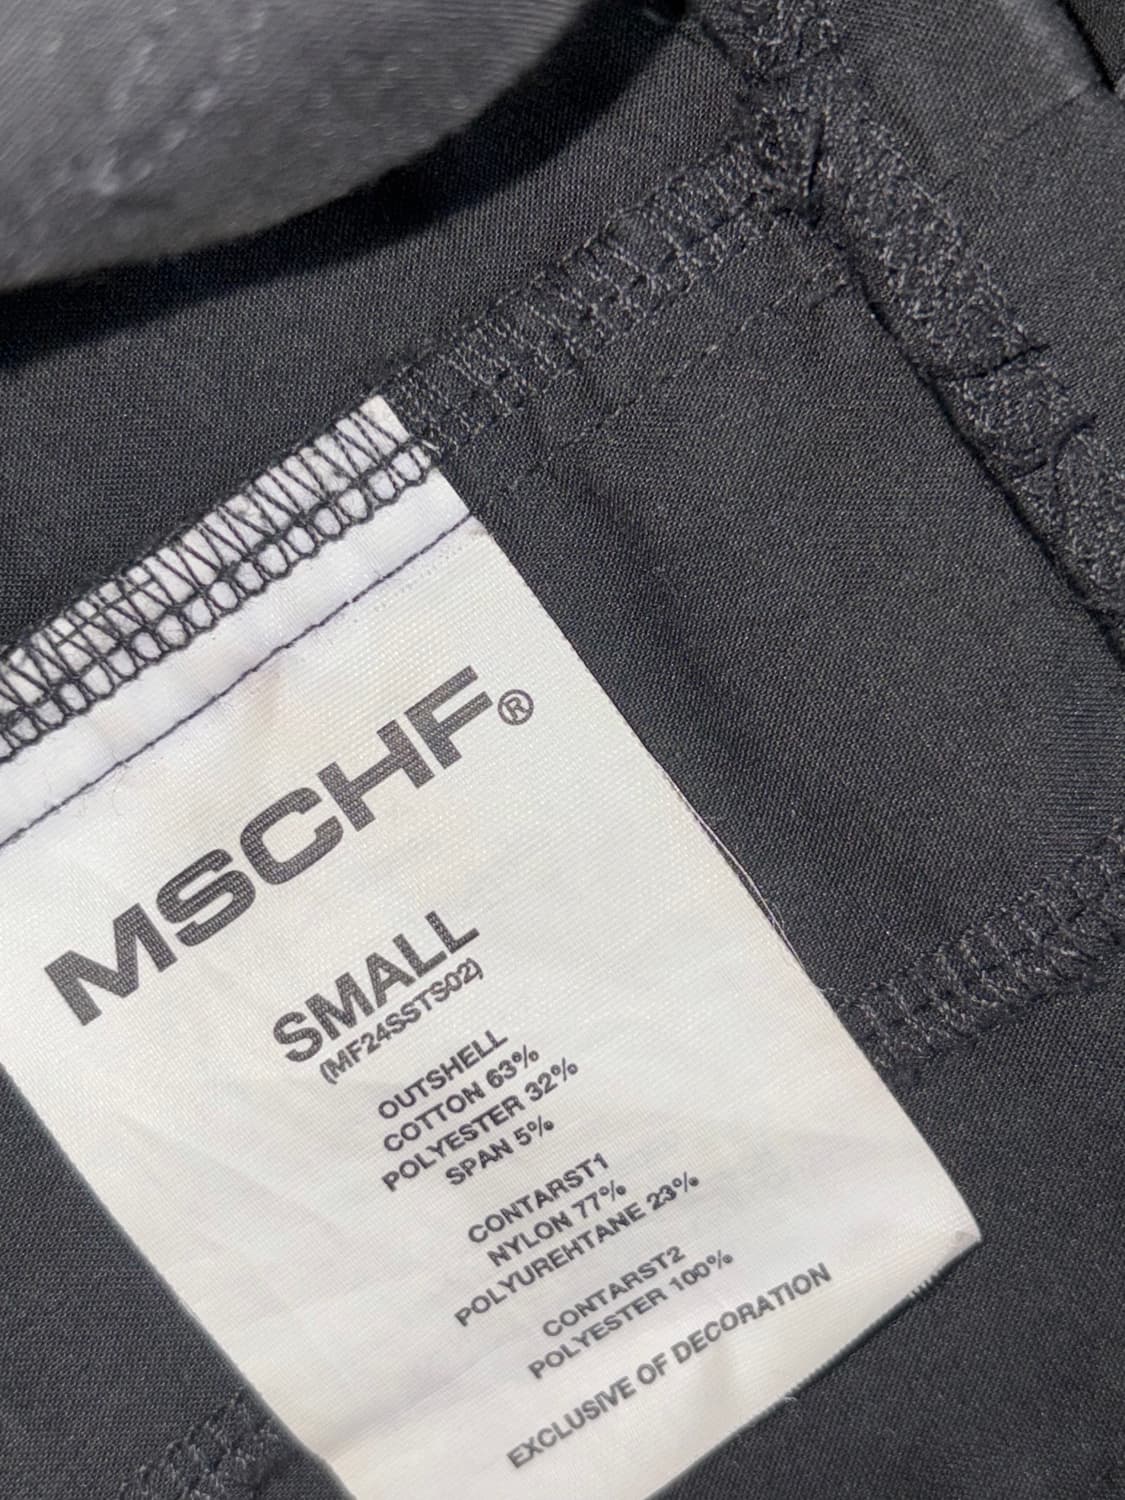 MSCHF®
SMALL
(MF24SSTS02)
OUTSHELL
COTTON 63%
POLYESTER 32%
SPAN 5%
CONTARST1
NYLON 77%
POLYUREHTANE 23%
CONTARST2
POLYESTER 100%
EXCLUSIVE OF DECORATION